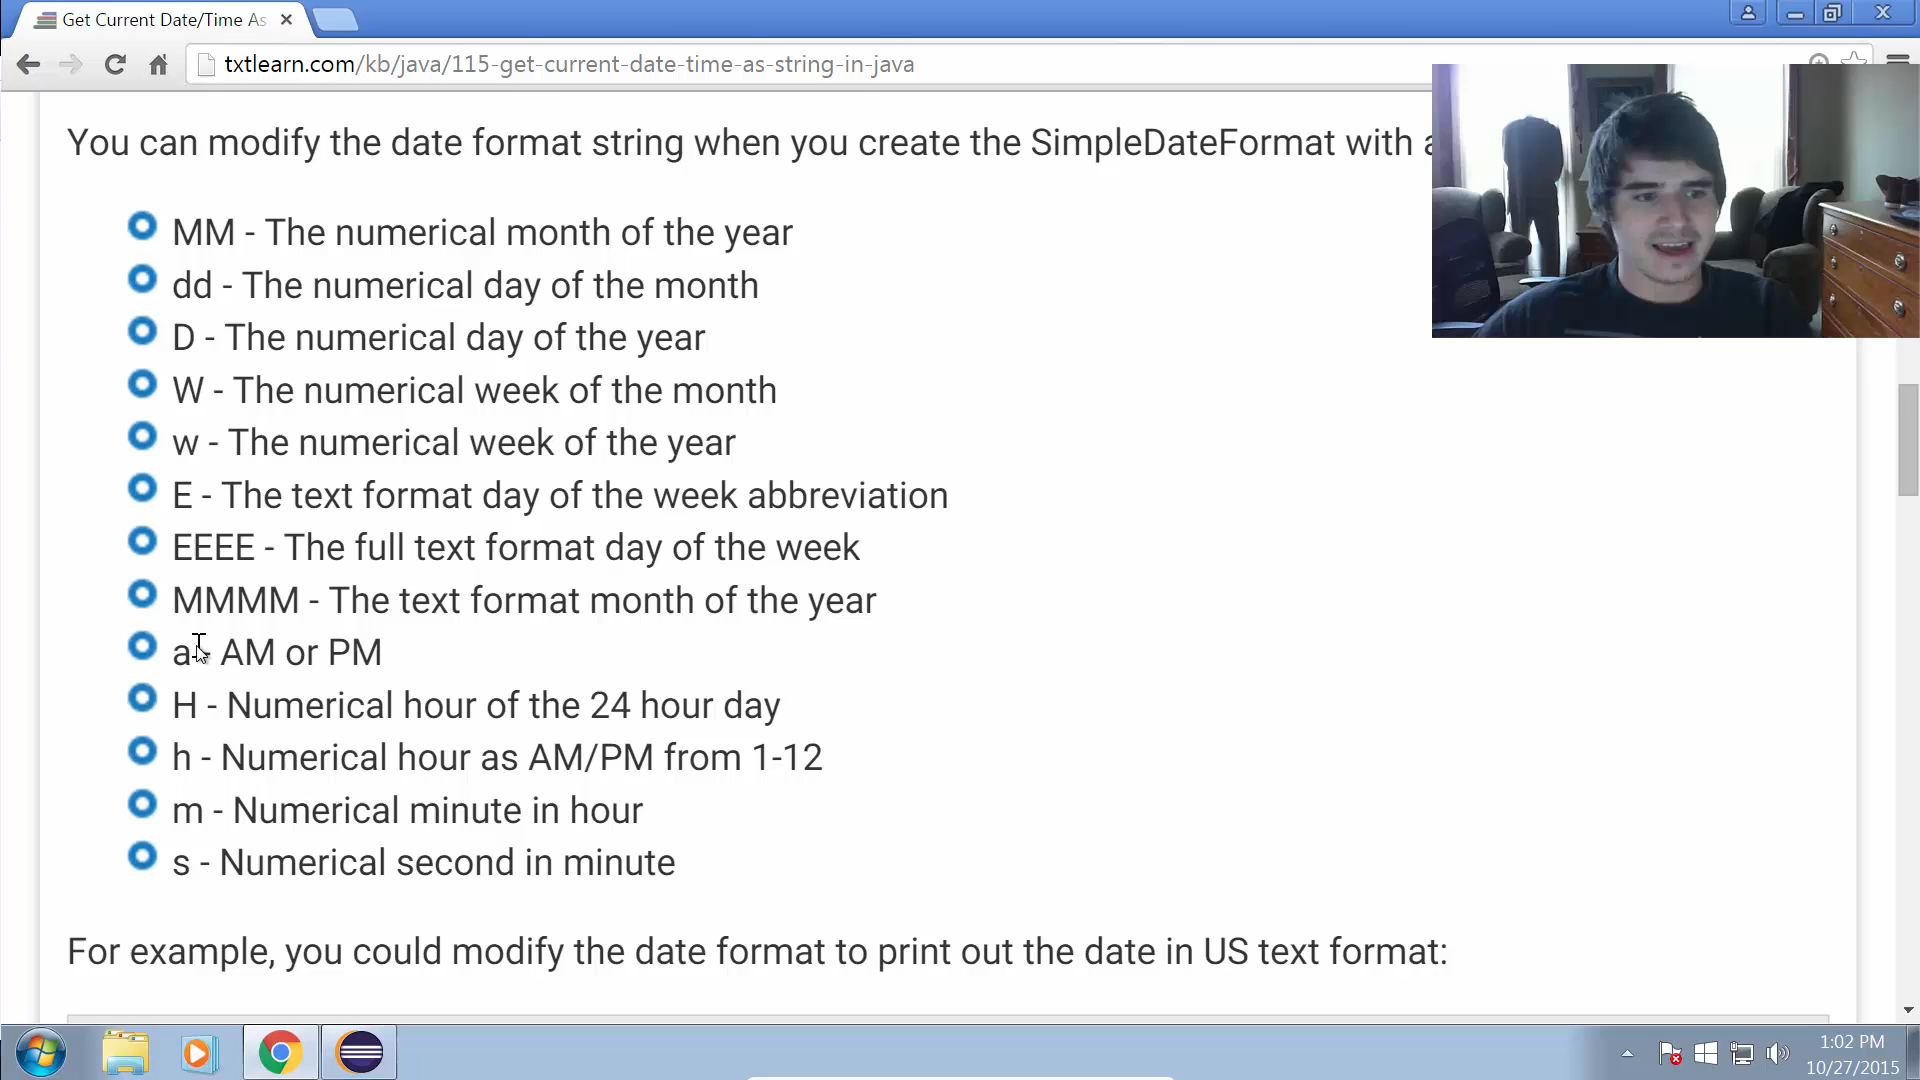 Get Current Date/Time As
txtlearn.com/kb/java/115-get-current-date-time-as-string-in-java
You can modify the date format string when you create the SimpleDateFormat with
MM - The numerical month of the year
dd - The numerical day of the month
D - The numerical day of the year
W - The numerical week of the month
w - The numerical week of the year
E - The text format day of the week abbreviation
EEEE - The full text format day of the week
MMMM - The text format month of the year
a - AM or PM
H - Numerical hour of the 24 hour day
h - Numerical hour as AM/PM from 1-12
m - Numerical minute in hour
s - Numerical second in minute
For example, you could modify the date format to print out the date in US text format:
1:02 PM
10/27/2015